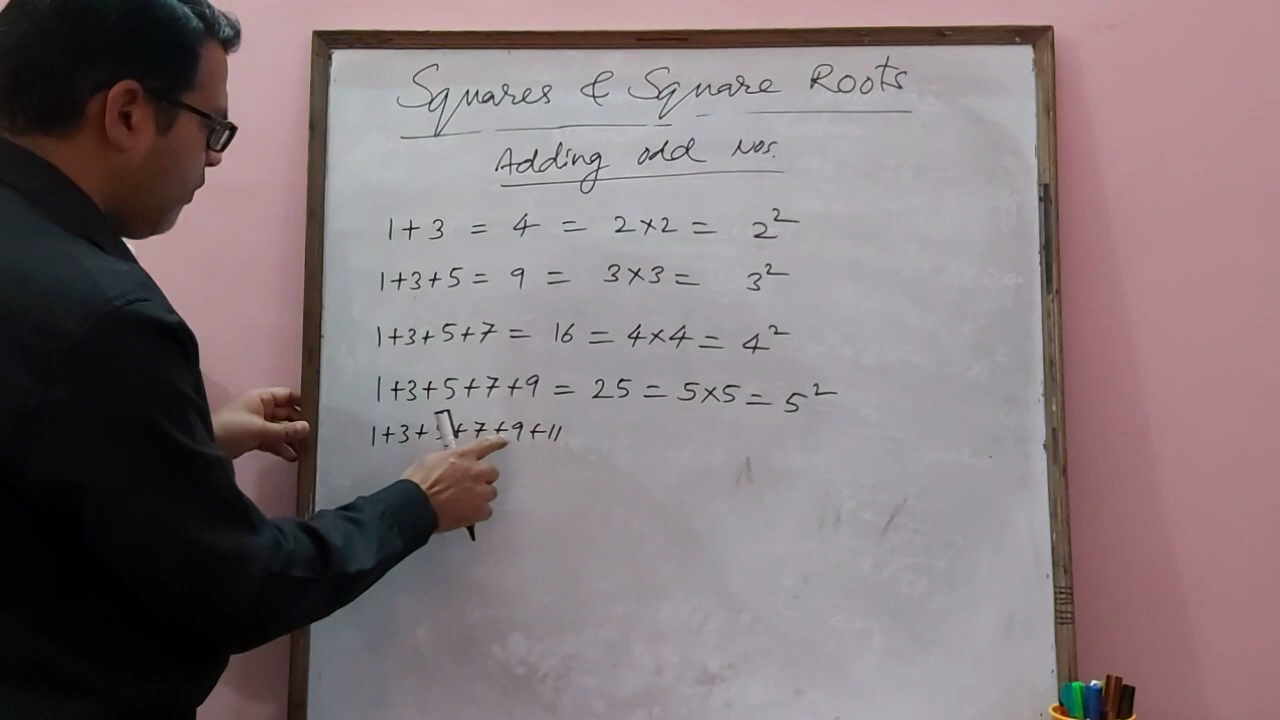 Squares & Square Roots
Adding odd Nos.
1+3 = 4 = 2×2 = 2²
1+3+5 = 9 = 3×3 = 3²
1+3+5+7 = 16 = 4×4 = 4²
1+3+5+7+9 = 25 = 5×5 = 5²
1+3+5+7+9+11